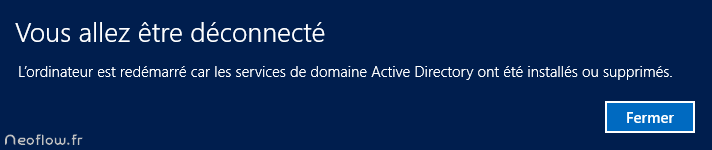 Vous allez être déconnecté
L’ordinateur est redémarré car les services de domaine Active Directory ont été installés ou supprimés.
Fermer
Neoflow.fr